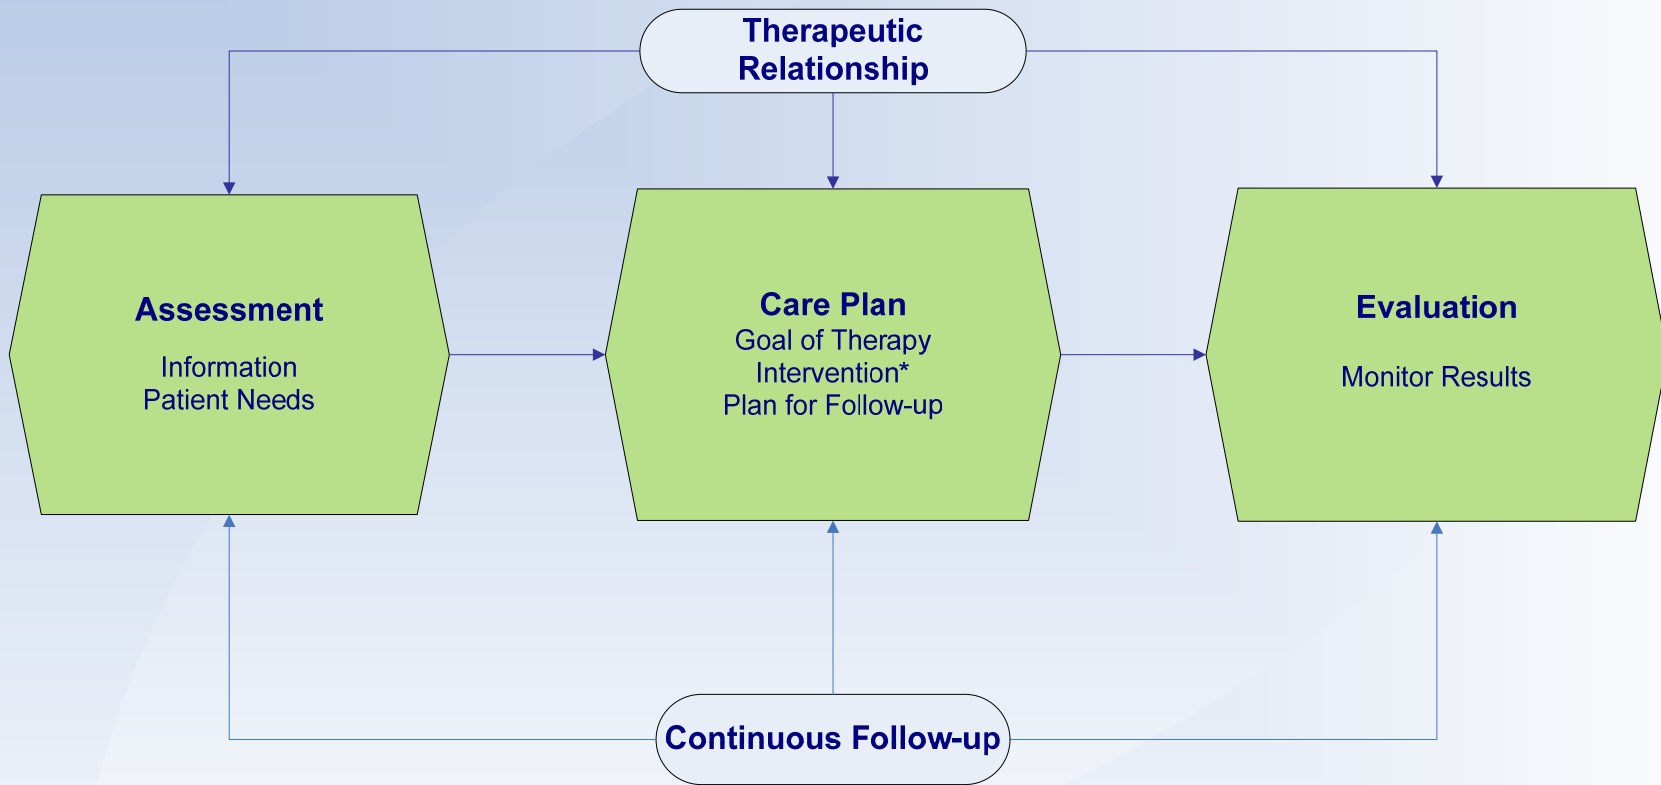 Therapeutic
Relationship
Assessment
Information
Patient Needs
Care Plan
Goal of Therapy
Intervention*
Plan for Follow-up
Evaluation
Monitor Results
Continuous Follow-up